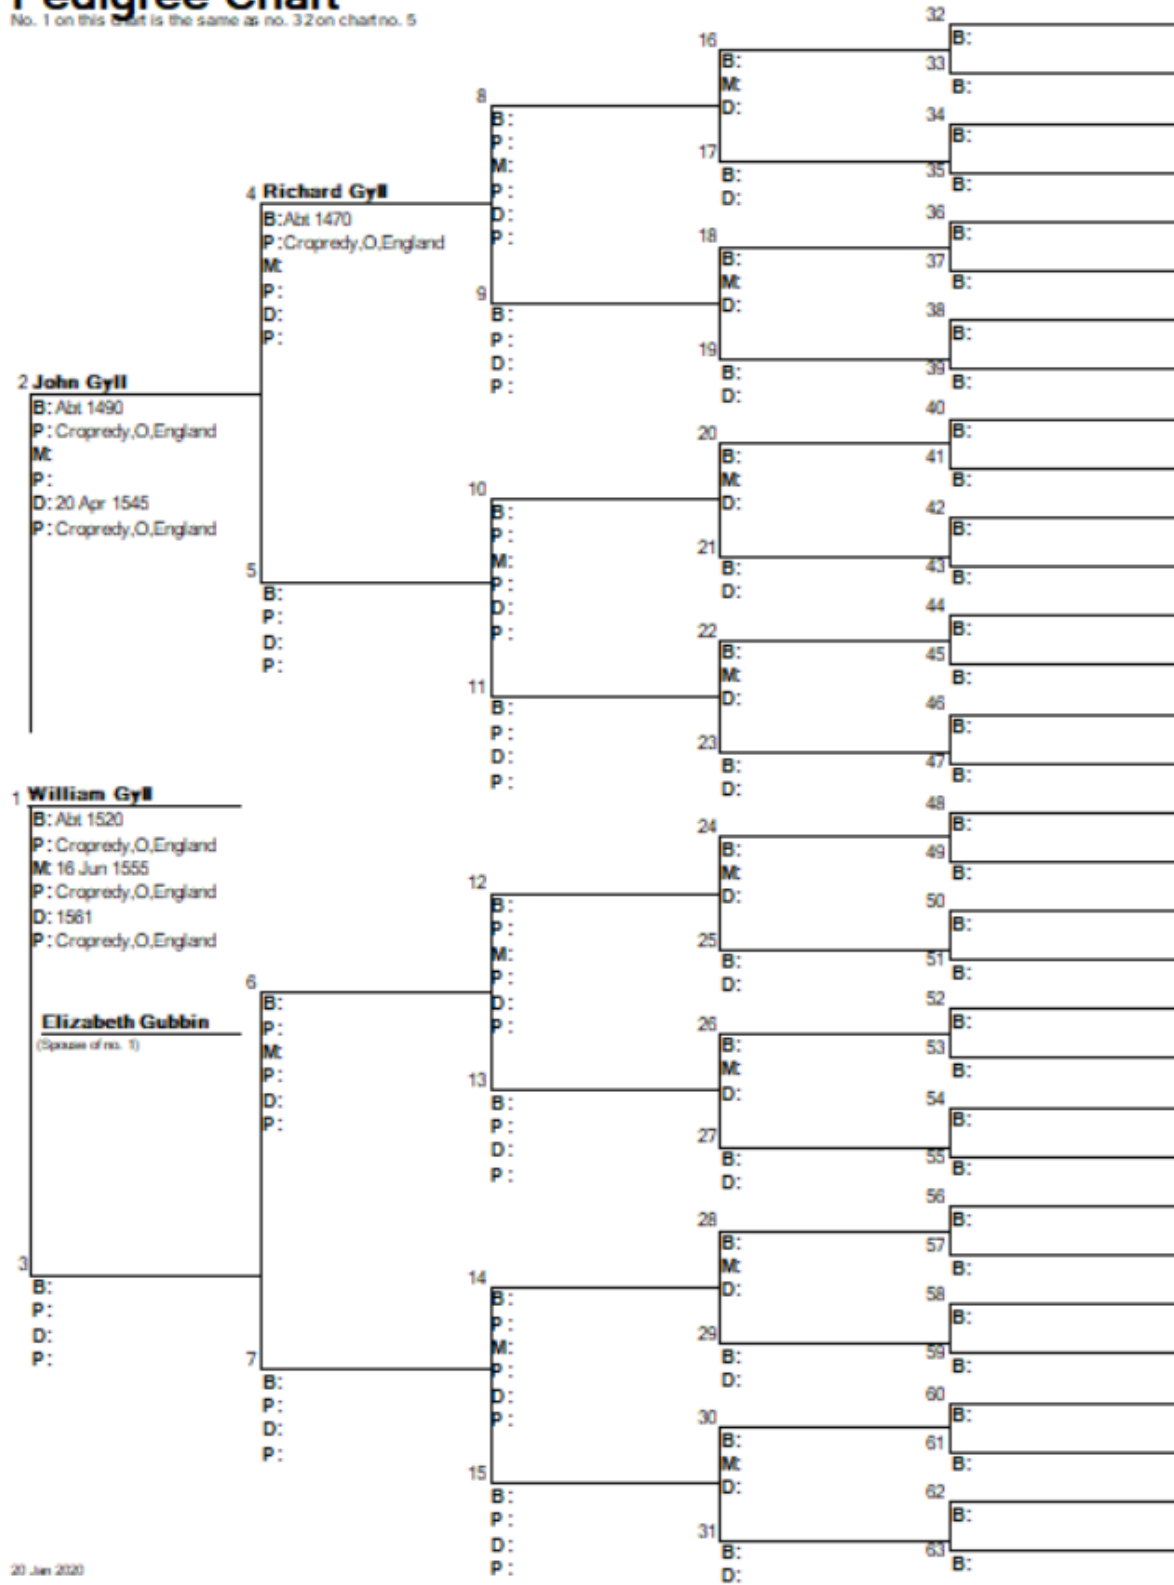 Pedigree Chart
No. 1 on this chart is the same as no. 32 on chart no. 5
1 William Gyll
B: Abt 1520
P: Cropredy,O,England
M: 16 Jun 1555
P: Cropredy,O,England
D: 1561
P: Cropredy,O,England
Elizabeth Gubbin
(Spouse of no. 1)
2 John Gyll
B: Abt 1490
P: Cropredy,O,England
M:
P:
D: 20 Apr 1545
P: Cropredy,O,England
3
B:
P:
D:
P:
4 Richard Gyll
B: Abt 1470
P: Cropredy,O,England
M:
P:
D:
P:
5
B:
P:
D:
P:
6
B:
P:
M:
P:
D:
P:
7
B:
P:
D:
P:
8
B:
P:
M:
P:
D:
P:
9
B:
P:
D:
P:
10
B:
P:
M:
P:
D:
P:
11
B:
P:
D:
P:
12
B:
P:
M:
P:
D:
P:
13
B:
P:
D:
P:
14
B:
P:
M:
P:
D:
P:
15
B:
P:
D:
P:
16
B:
M:
D:
17
B:
D:
18
B:
M:
D:
19
B:
D:
20
B:
M:
D:
21
B:
D:
22
B:
M:
D:
23
B:
D:
24
B:
M:
D:
25
B:
D:
26
B:
M:
D:
27
B:
D:
28
B:
M:
D:
29
B:
D:
30
B:
M:
D:
31
B:
D:
32
B:
33
B:
34
B:
35
B:
36
B:
37
B:
38
B:
39
B:
40
B:
41
B:
42
B:
43
B:
44
B:
45
B:
46
B:
47
B:
48
B:
49
B:
50
B:
51
B:
52
B:
53
B:
54
B:
55
B:
56
B:
57
B:
58
B:
59
B:
60
B:
61
B:
62
B:
63
B:
20 Jan 2020